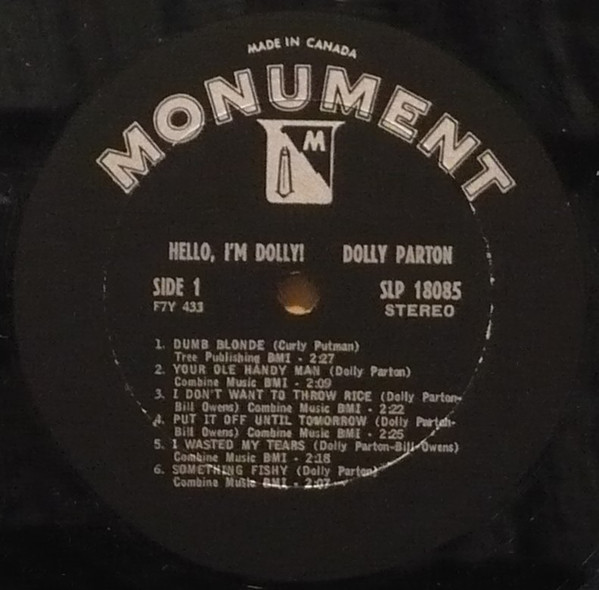 MADE IN CANADA
MONUMENT
M
HELLO, I'M DOLLY! DOLLY PARTON
SIDE 1 SLP 18085
F7Y 433 STEREO
1. DUMB BLONDE (Curly Putman)
Tree Publishing BMI - 2:27
2. YOUR OLE HANDY MAN (Dolly Parton)
Combine Music BMI - 2:09
3. I DON'T WANT TO THROW RICE (Dolly Parton-
Bill Owens) Combine Music BMI - 2:22
4. PUT IT OFF UNTIL TOMORROW (Dolly Parton-
Bill Owens) Combine Music BMI - 2:25
5. I WASTED MY TEARS (Dolly Parton-Bill Owens)
Combine Music BMI - 2:18
6. SOMETHING FISHY (Dolly Parton)
Combine Music BMI - 2:07